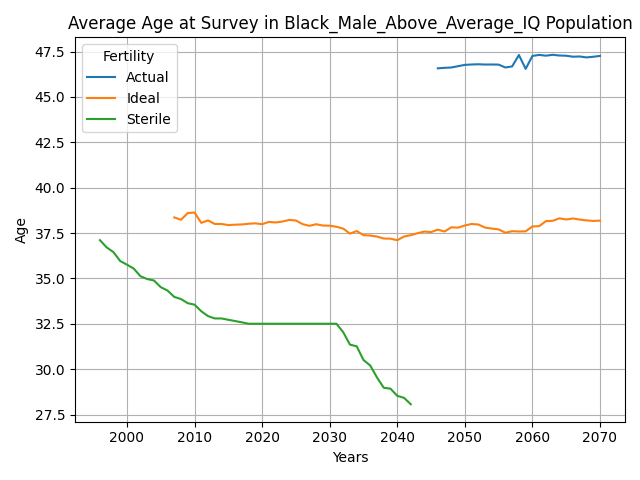 Average Age at Survey in Black_Male_Above_Average_IQ Population
Fertility
Actual
Ideal
Sterile
Age
47.5
45.0
42.5
40.0
37.5
35.0
32.5
30.0
27.5
2000 2010 2020 2030 2040 2050 2060 2070
Years